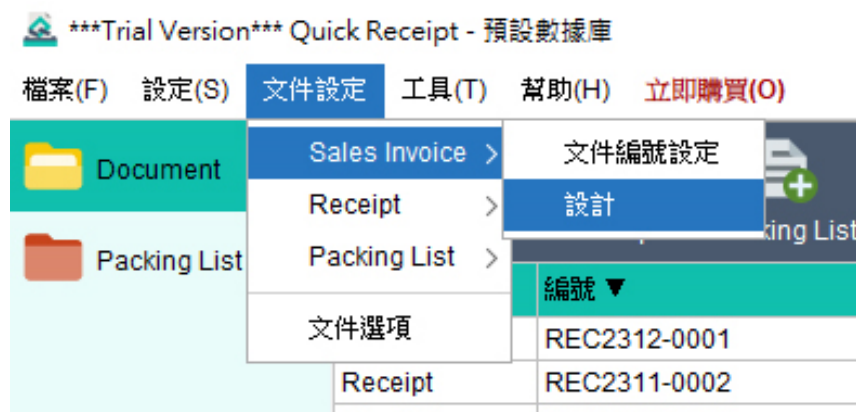 ***Trial Version*** Quick Receipt - 預設數據庫
檔案(F) 設定(S) 文件設定 工具(T) 幫助(H) 立即購買(O)
Document
Packing List
Sales Invoice >
Receipt >
Packing List >
文件選項
文件編號設定
設計
King List
編號 ▼
REC2312-0001
Receipt REC2311-0002